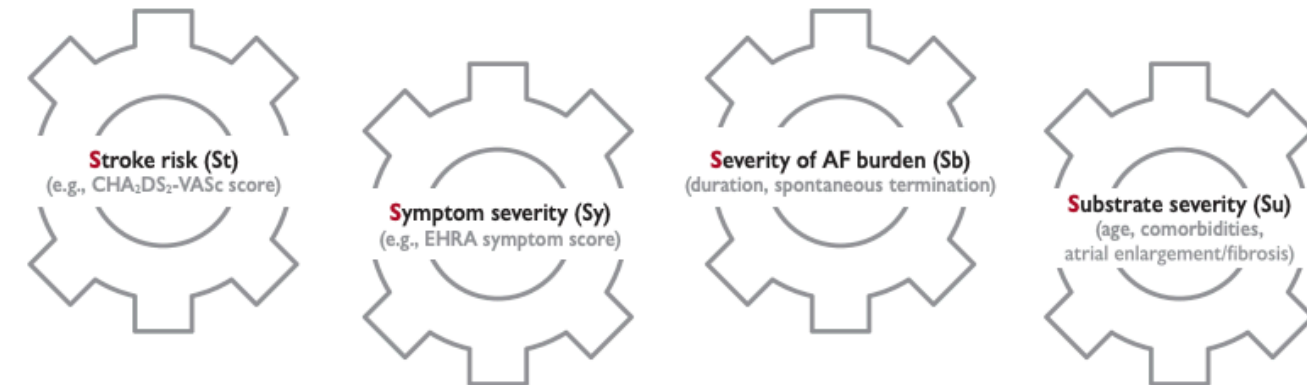 Stroke risk (St)
(e.g., CHA₂DS₂-VASc score)
Symptom severity (Sy)
(e.g., EHRA symptom score)
Severity of AF burden (Sb)
(duration, spontaneous termination)
Substrate severity (Su)
(age, comorbidities,
atrial enlargement/fibrosis)